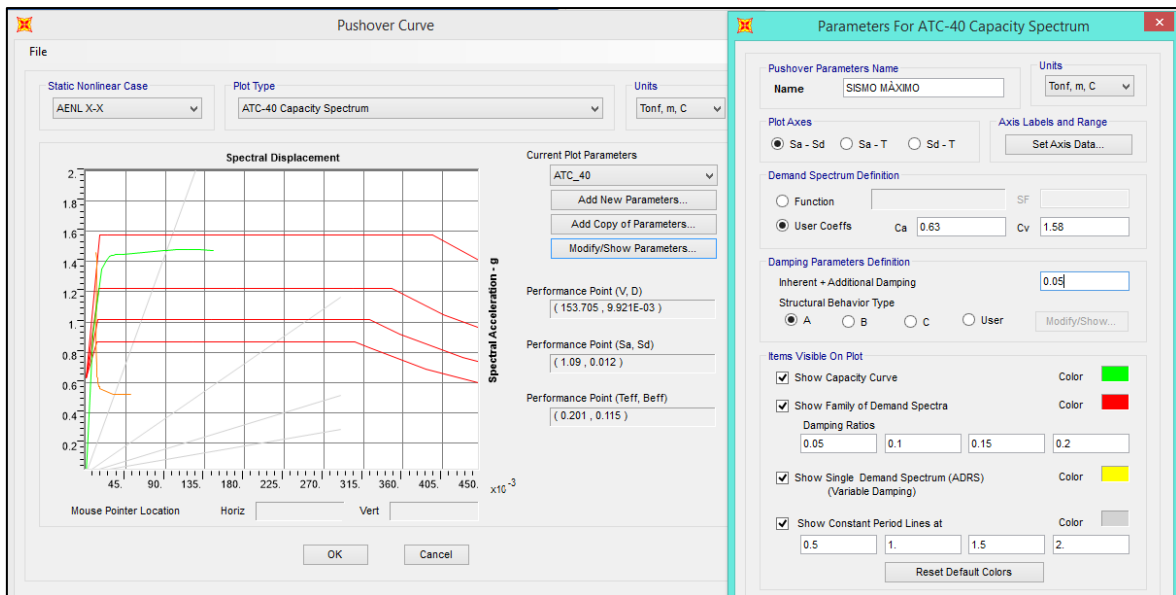 Pushover Curve
File
Static Nonlinear Case
AENL X-X
Plot Type
ATC-40 Capacity Spectrum
Units
Tonf, m, C
Spectral Displacement
2.
1.8
1.6
1.4
1.2
1.
0.8
0.6
0.4
0.2
45. 90. 135. 180. 225. 270. 315. 360. 405. 450. x10 -3
Spectral Acceleration - g
Mouse Pointer Location Horiz Vert
Current Plot Parameters
ATC_40
Add New Parameters...
Add Copy of Parameters...
Modify/Show Parameters...
Performance Point (V, D)
( 153.705 , 9.921E-03 )
Performance Point (Sa, Sd)
( 1.09 , 0.012 )
Performance Point (Teff, Beff)
( 0.201 , 0.115 )
OK Cancel
Parameters For ATC-40 Capacity Spectrum
Pushover Parameters Name
Name SISMO MÀXIMO
Units
Tonf, m, C
Plot Axes
Sa - Sd Sa - T Sd - T
Axis Labels and Range
Set Axis Data...
Demand Spectrum Definition
Function SF
User Coeffs Ca 0.63 Cv 1.58
Damping Parameters Definition
Inherent + Additional Damping 0.05
Structural Behavior Type
A B C User Modify/Show...
Items Visible On Plot
Show Capacity Curve Color
Show Family of Demand Spectra Color
Damping Ratios
0.05 0.1 0.15 0.2
Show Single Demand Spectrum (ADRS) Color
(Variable Damping)
Show Constant Period Lines at Color
0.5 1. 1.5 2.
Reset Default Colors